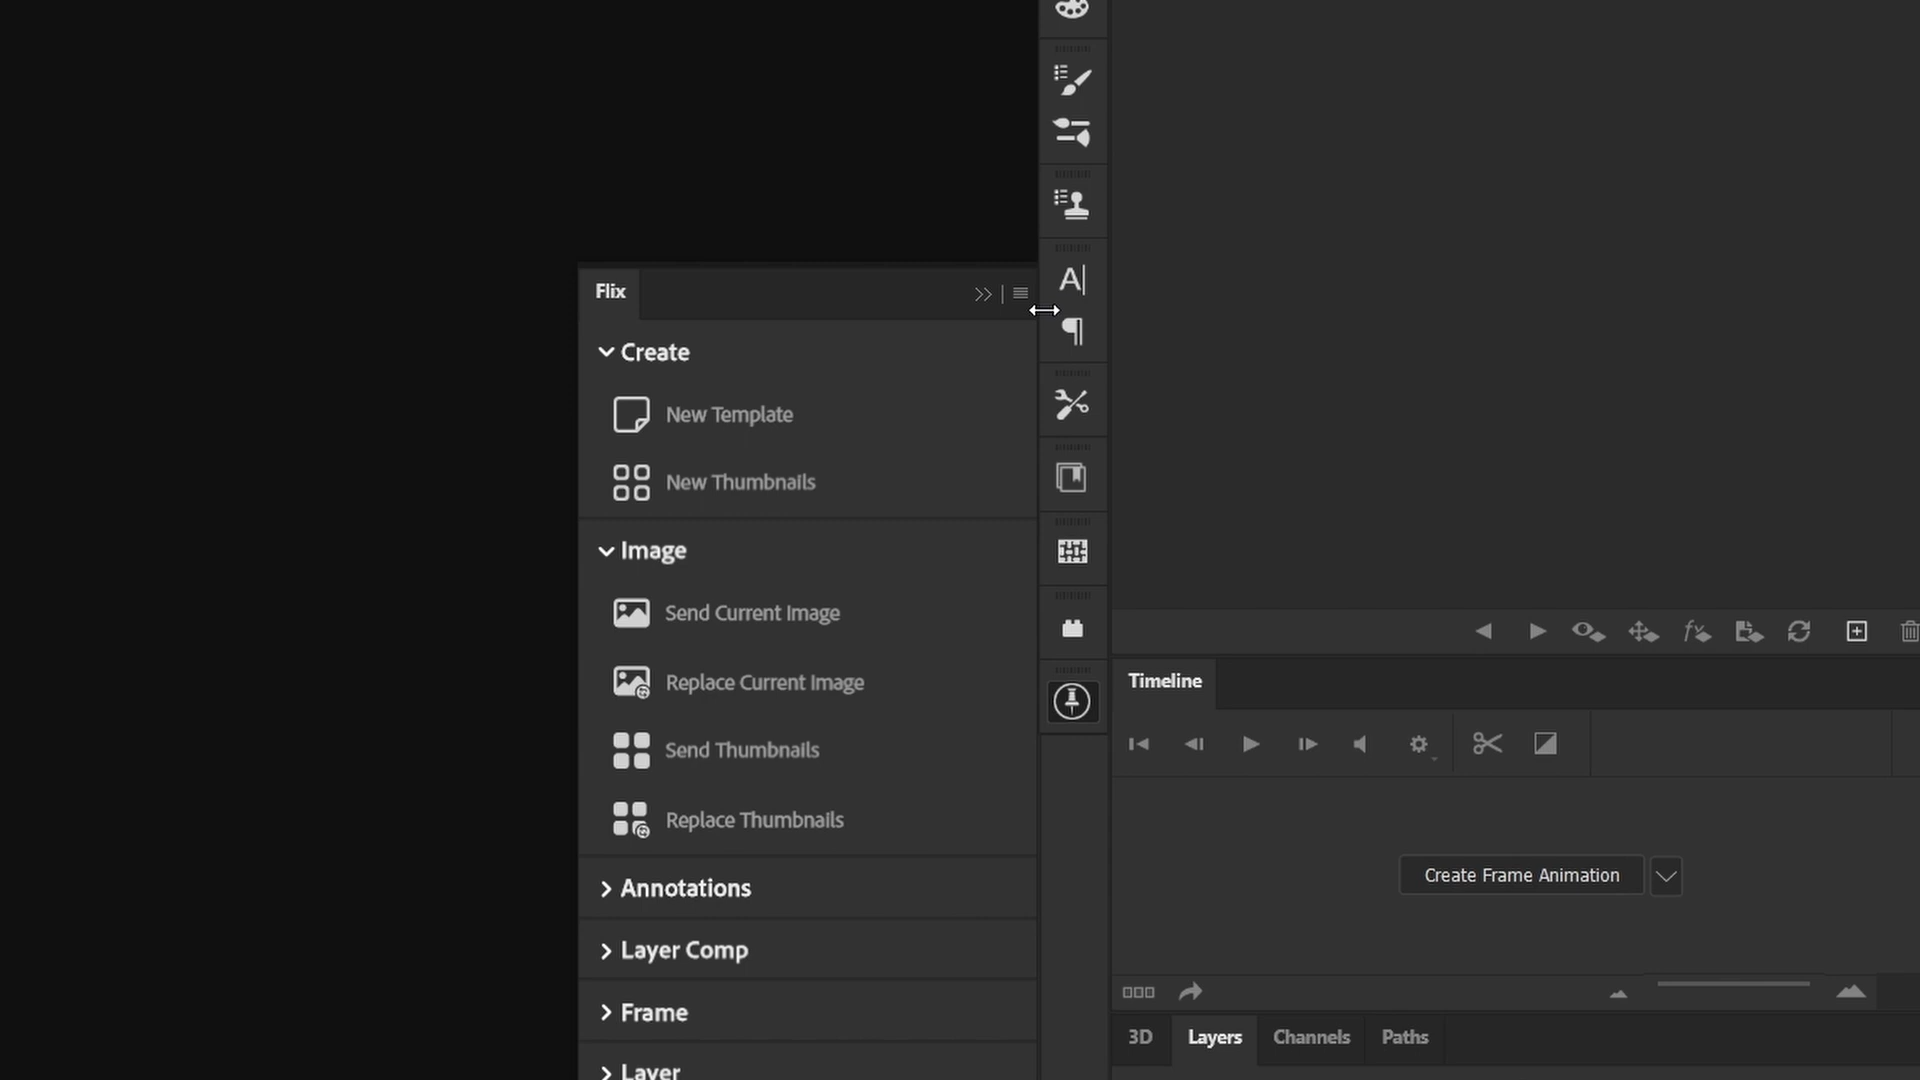 Flix
Create
New Template
New Thumbnails
Image
Send Current Image
Replace Current Image
Send Thumbnails
Replace Thumbnails
Annotations
Layer Comp
Frame
Layer
Timeline
Create Frame Animation
3D Layers Channels Paths